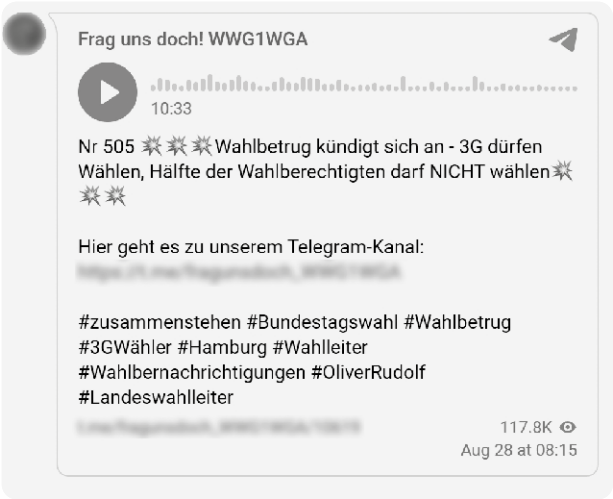 Frag uns doch! WWG1WGA
10:33
Nr 505 💥💥💥Wahlbetrug kündigt sich an - 3G dürfen
Wählen, Hälfte der Wahlberechtigten darf NICHT wählen💥
💥💥
Hier geht es zu unserem Telegram-Kanal:
#zusammenstehen #Bundestagswahl #Wahlbetrug
#3GWähler #Hamburg #Wahlleiter
#Wahlbernachrichtigungen #OliverRudolf
#Landeswahlleiter
117.8K
Aug 28 at 08:15